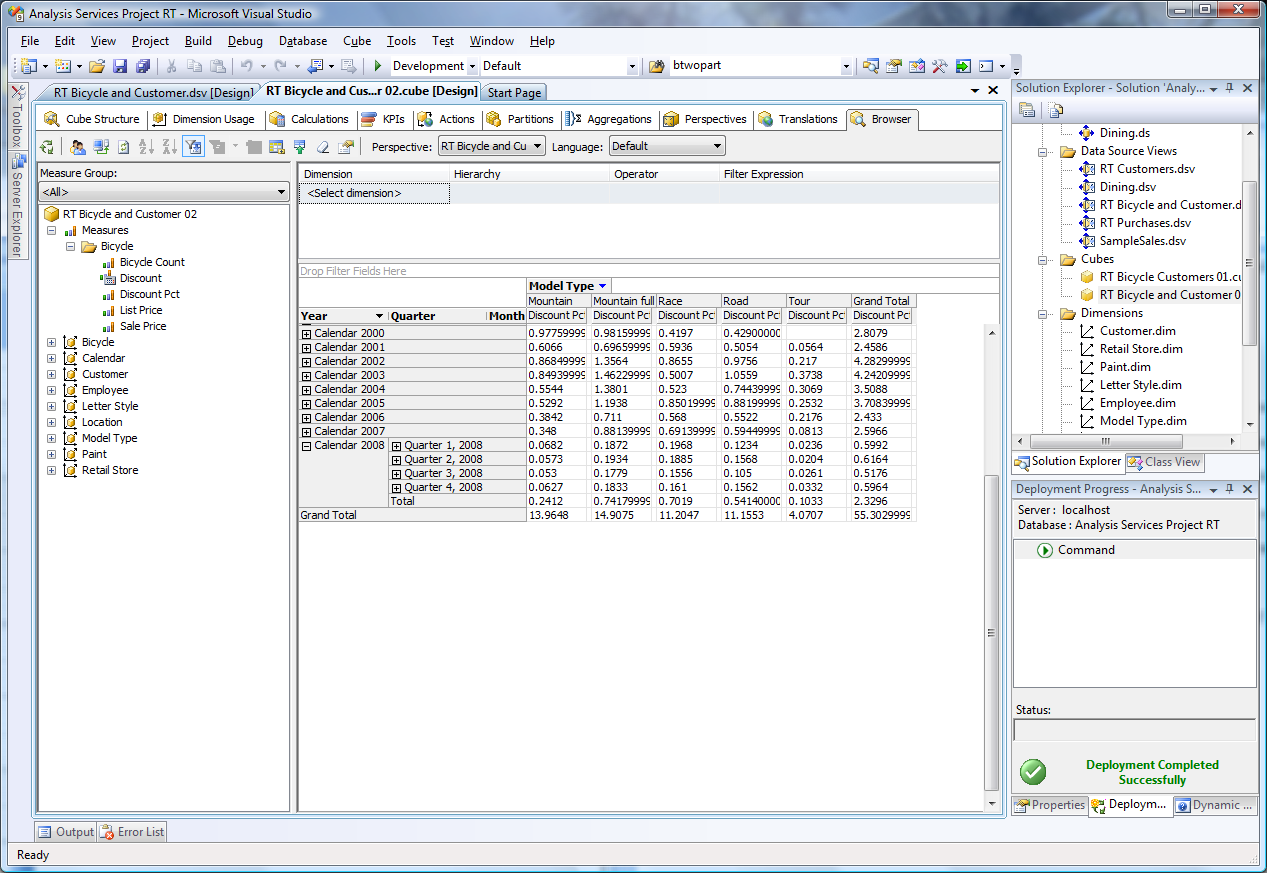 Analysis Services Project RT - Microsoft Visual Studio
File Edit View Project Build Debug Database Cube Tools Test Window Help
Development Default btwopart
RT Bicycle and Customer.dsv [Design] RT Bicycle and Cus...r 02.cube [Design] Start Page
Cube Structure Dimension Usage Calculations KPIs Actions Partitions Aggregations Perspectives Translations Browser
Perspective: RT Bicycle and Cu Language: Default
Toolbox
Server Explorer
Measure Group:
<All>
RT Bicycle and Customer 02
Measures
Bicycle
Bicycle Count
Discount
Discount Pct
List Price
Sale Price
Bicycle
Calendar
Customer
Employee
Letter Style
Location
Model Type
Paint
Retail Store
Dimension Hierarchy Operator Filter Expression
<Select dimension>
Drop Filter Fields Here
Model Type
Mountain Mountain full Race Road Tour Grand Total
Year Quarter Month Discount Pc Discount Pct Discount Pct Discount Pct Discount Pct Discount Pct
Calendar 2000 0.97759999 0.98159999 0.4197 0.42900000 2.8079
Calendar 2001 0.6066 0.69659999 0.5936 0.5054 0.0564 2.4586
Calendar 2002 0.86849999 1.3564 0.8655 0.9756 0.217 4.28299999
Calendar 2003 0.84939999 1.46229999 0.5007 1.0559 0.3738 4.24209999
Calendar 2004 0.5544 1.3801 0.523 0.74439999 0.3069 3.5088
Calendar 2005 0.5292 1.1938 0.85019999 0.88199999 0.2532 3.70839999
Calendar 2006 0.3842 0.711 0.568 0.5522 0.2176 2.433
Calendar 2007 0.348 0.88139999 0.69139999 0.59449999 0.0813 2.5966
Calendar 2008 Quarter 1, 2008 0.0682 0.1872 0.1968 0.1234 0.0236 0.5992
Quarter 2, 2008 0.0573 0.1934 0.1885 0.1568 0.0204 0.6164
Quarter 3, 2008 0.053 0.1779 0.1556 0.105 0.0261 0.5176
Quarter 4, 2008 0.0627 0.1833 0.161 0.1562 0.0332 0.5964
Total 0.2412 0.74179999 0.7019 0.54140000 0.1033 2.3296
Grand Total 13.9648 14.9075 11.2047 11.1553 4.0707 55.3029999
Solution Explorer - Solution 'Analy...
Dining.ds
Data Source Views
RT Customers.dsv
Dining.dsv
RT Bicycle and Customer.d
RT Purchases.dsv
SampleSales.dsv
Cubes
RT Bicycle Customers 01.cu
RT Bicycle and Customer 0
Dimensions
Customer.dim
Retail Store.dim
Paint.dim
Letter Style.dim
Employee.dim
Model Type.dim
Solution Explorer Class View
Deployment Progress - Analysis S...
Server : localhost
Database : Analysis Services Project RT
Command
Status:
Deployment Completed
Successfully
Properties Deploym... Dynamic ...
Output Error List
Ready